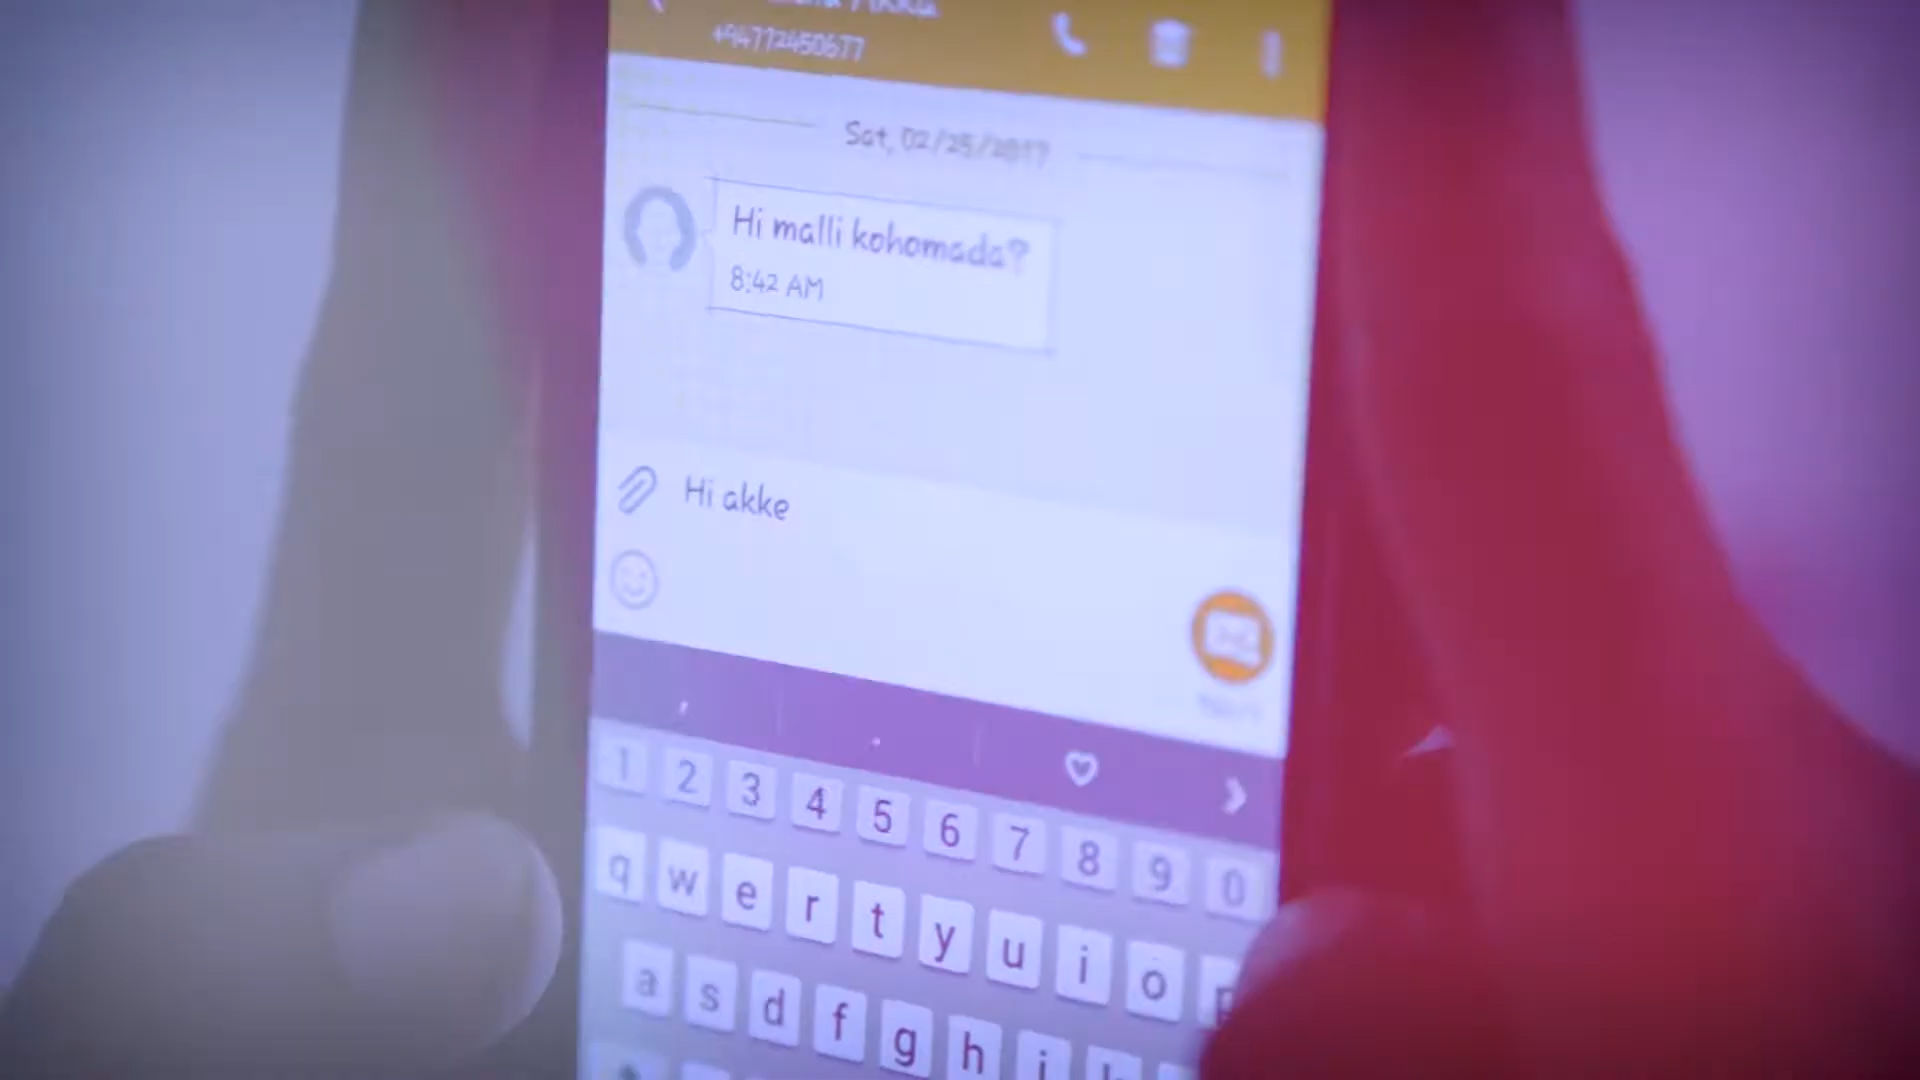 +94772450677
Sat, 02/25/2017
Hi malli kohomada?
8:42 AM
Hi akke
1 2 3 4 5 6 7 8 9 0
q w e r t y u i o p
a s d f g h j